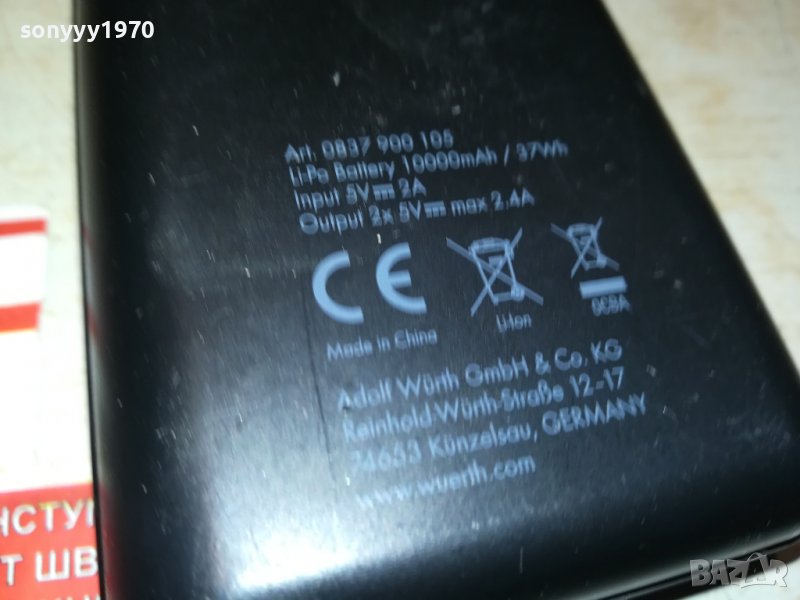 sonyyy1970
Art. 0837 900 105
Li-Po Battery 10000mAh / 37Wh
Input 5V⎓2A
Output 2x 5V⎓max 2.4A
CE
Li-Ion
Made in China
Adolf Würth GmbH & Co. KG
Reinhold-Würth-Straße 12-17
74653 Künzelsau, GERMANY
www.wuerth.com
Т ШВ
BAZAR